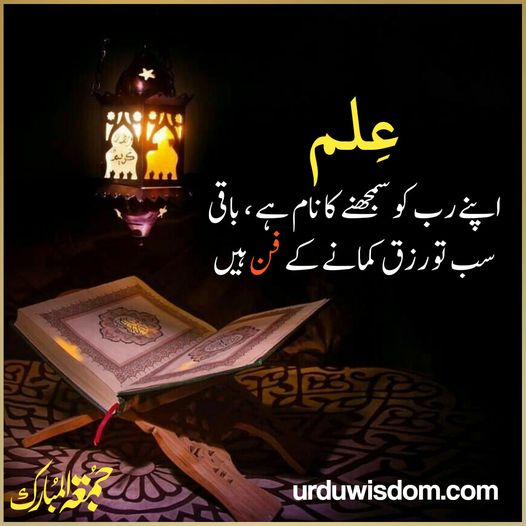 عِلم
اپنے رب کو سمجھنے کا نام ہے، باقی
سب تو رزق کمانے کے فن ہیں
جمعۃ المبارک
urduwisdom.com